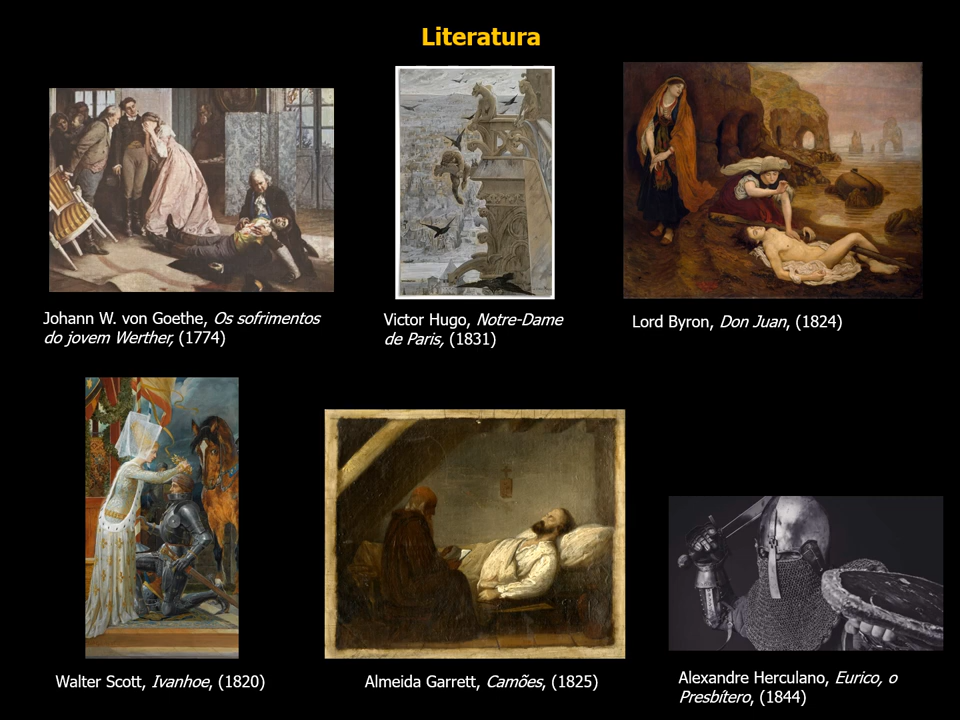 Literatura
Johann W. von Goethe, Os sofrimentos
do jovem Werther, (1774)
Victor Hugo, Notre-Dame
de Paris, (1831)
Lord Byron, Don Juan, (1824)
Walter Scott, Ivanhoe, (1820)
Almeida Garrett, Camões, (1825)
Alexandre Herculano, Eurico, o
Presbítero, (1844)